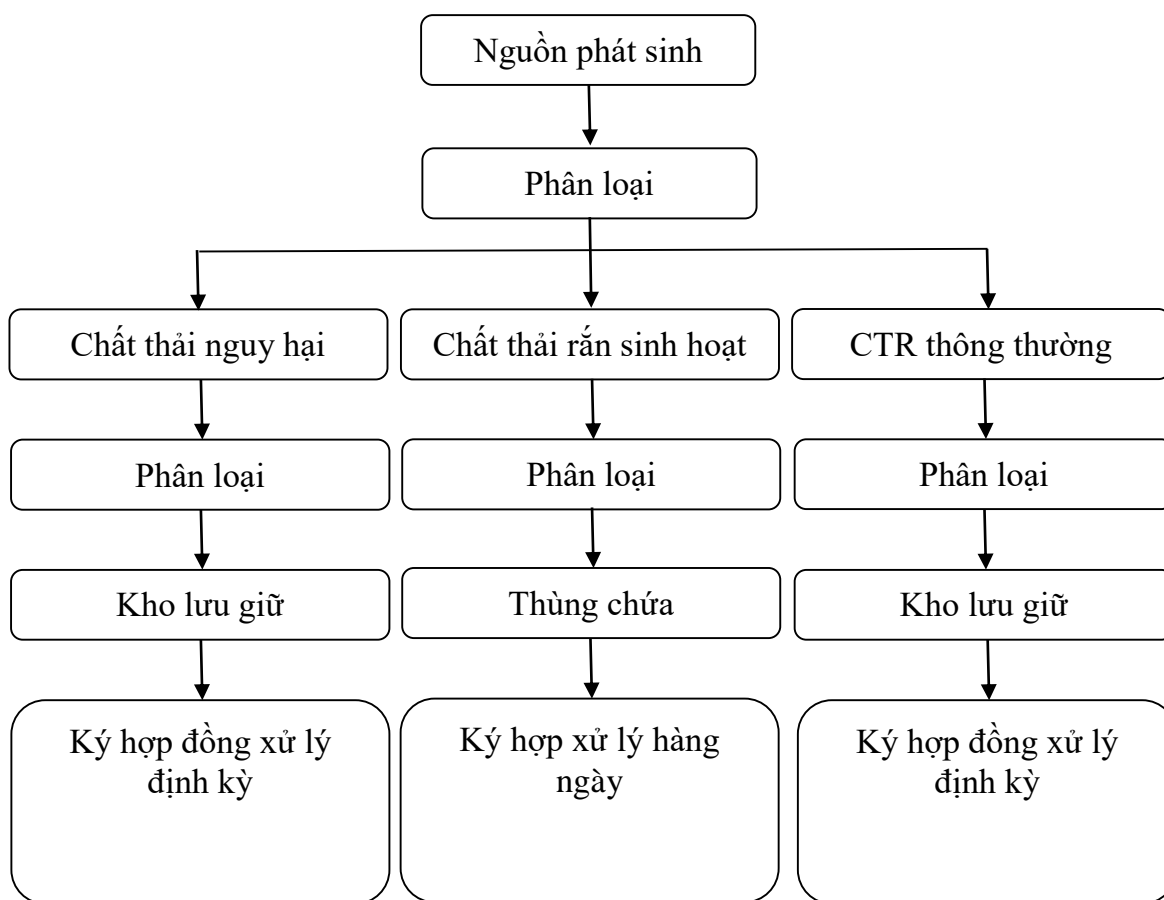 Nguồn phát sinh
Phân loại
Chất thải nguy hại
Chất thải rắn sinh hoạt
CTR thông thường
Phân loại
Phân loại
Phân loại
Kho lưu giữ
Thùng chứa
Kho lưu giữ
Ký hợp đồng xử lý
định kỳ
Ký hợp xử lý hàng
ngày
Ký hợp đồng xử lý
định kỳ